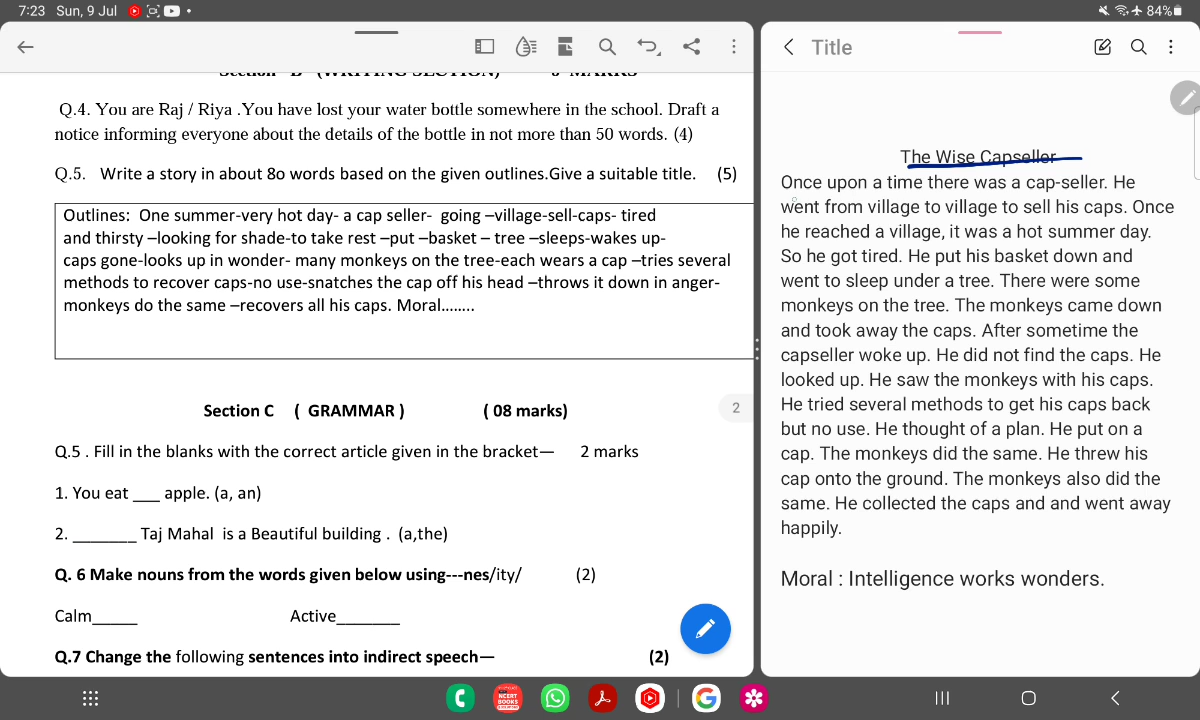 7:23 Sun, 9 Jul
84%
Section B (WRITING SECTION) 8 MARKS
Q.4. You are Raj / Riya .You have lost your water bottle somewhere in the school. Draft a
notice informing everyone about the details of the bottle in not more than 50 words. (4)
Q.5. Write a story in about 8o words based on the given outlines.Give a suitable title. (5)
Outlines: One summer-very hot day- a cap seller- going –village-sell-caps- tired
and thirsty –looking for shade-to take rest –put –basket – tree –sleeps-wakes up-
caps gone-looks up in wonder- many monkeys on the tree-each wears a cap –tries several
methods to recover caps-no use-snatches the cap off his head –throws it down in anger-
monkeys do the same –recovers all his caps. Moral........
Section C ( GRAMMAR ) ( 08 marks)
2
Q.5 . Fill in the blanks with the correct article given in the bracket— 2 marks
1. You eat ___ apple. (a, an)
2. _______ Taj Mahal is a Beautiful building . (a,the)
Q. 6 Make nouns from the words given below using---nes/ity/ (2)
Calm_____ Active_______
Q.7 Change the following sentences into indirect speech— (2)
Title
The Wise Capseller
Once upon a time there was a cap-seller. He
went from village to village to sell his caps. Once
he reached a village, it was a hot summer day.
So he got tired. He put his basket down and
went to sleep under a tree. There were some
monkeys on the tree. The monkeys came down
and took away the caps. After sometime the
capseller woke up. He did not find the caps. He
looked up. He saw the monkeys with his caps.
He tried several methods to get his caps back
but no use. He thought of a plan. He put on a
cap. The monkeys did the same. He threw his
cap onto the ground. The monkeys also did the
same. He collected the caps and and went away
happily.
Moral : Intelligence works wonders.
NCERT
BOOKS